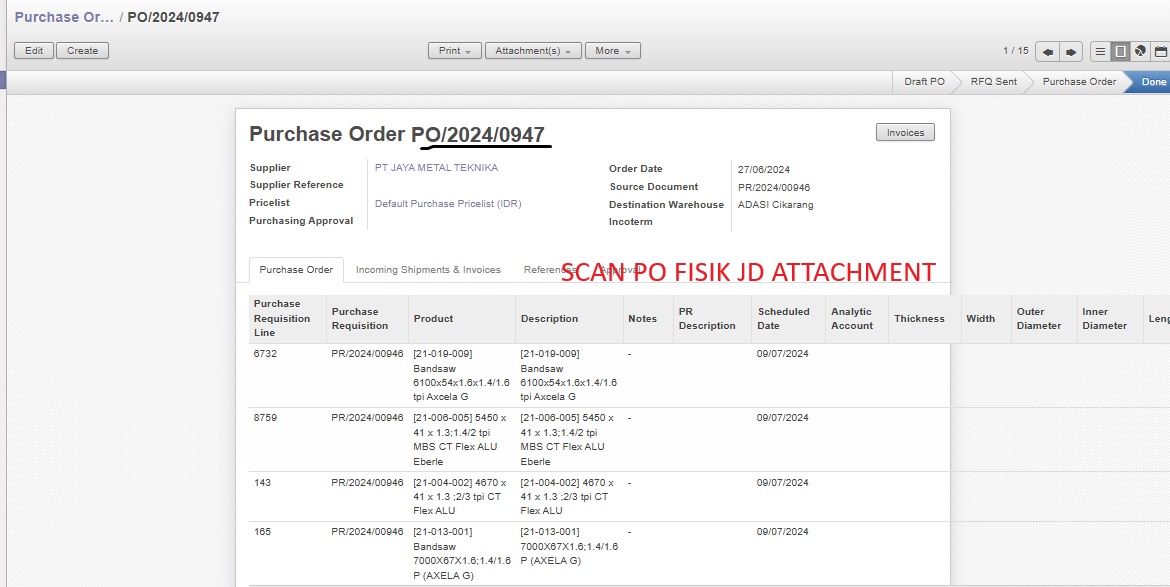 Purchase Or... / PO/2024/0947
Edit Create Print Attachment(s) More 1 / 15
Draft PO RFQ Sent Purchase Order Done
Purchase Order PO/2024/0947 Invoices
Supplier PT JAYA METAL TEKNIKA Order Date 27/06/2024
Supplier Reference Source Document PR/2024/00946
Pricelist Default Purchase Pricelist (IDR) Destination Warehouse ADASI Cikarang
Purchasing Approval Incoterm
Purchase Order Incoming Shipments & Invoices References Approval
SCAN PO FISIK JD ATTACHMENT
Purchase Requisition Line Purchase Requisition Product Description Notes PR Description Scheduled Date Analytic Account Thickness Width Outer Diameter Inner Diameter Leng
6732 PR/2024/00946 [21-019-009] [21-019-009] - 09/07/2024
Bandsaw Bandsaw
6100x54x1.6x1.4/1.6 6100x54x1.6x1.4/1.6
tpi Axcela G tpi Axcela G
8759 PR/2024/00946 [21-006-005] 5450 x [21-006-005] 5450 x - 09/07/2024
41 x 1.3;1.4/2 tpi 41 x 1.3;1.4/2 tpi
MBS CT Flex ALU MBS CT Flex ALU
Eberle Eberle
143 PR/2024/00946 [21-004-002] 4670 x [21-004-002] 4670 x - 09/07/2024
41 x 1.3 ;2/3 tpi CT 41 x 1.3 ;2/3 tpi CT
Flex ALU Flex ALU
165 PR/2024/00946 [21-013-001] [21-013-001] - 09/07/2024
Bandsaw 7000X67X1.6;1.4/1.6
7000X67X1.6;1.4/1.6 P (AXELA G)
P (AXELA G)